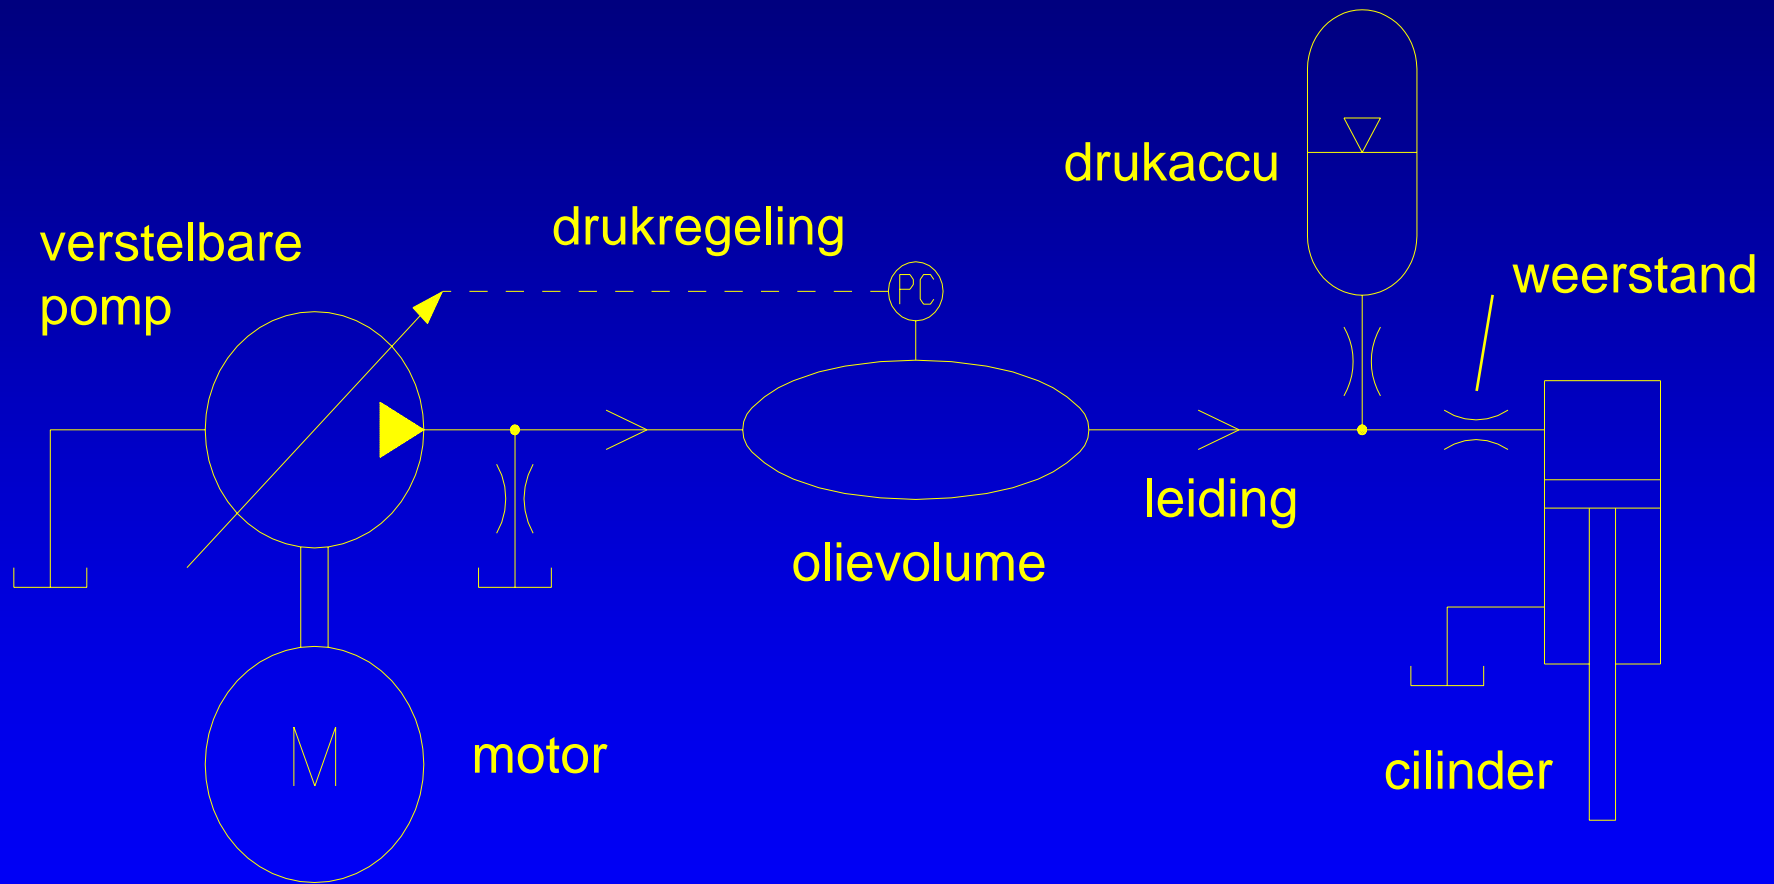 drukaccu
verstelbare
pomp
drukregeling
weerstand
PC
leiding
olievolume
M
motor
cilinder